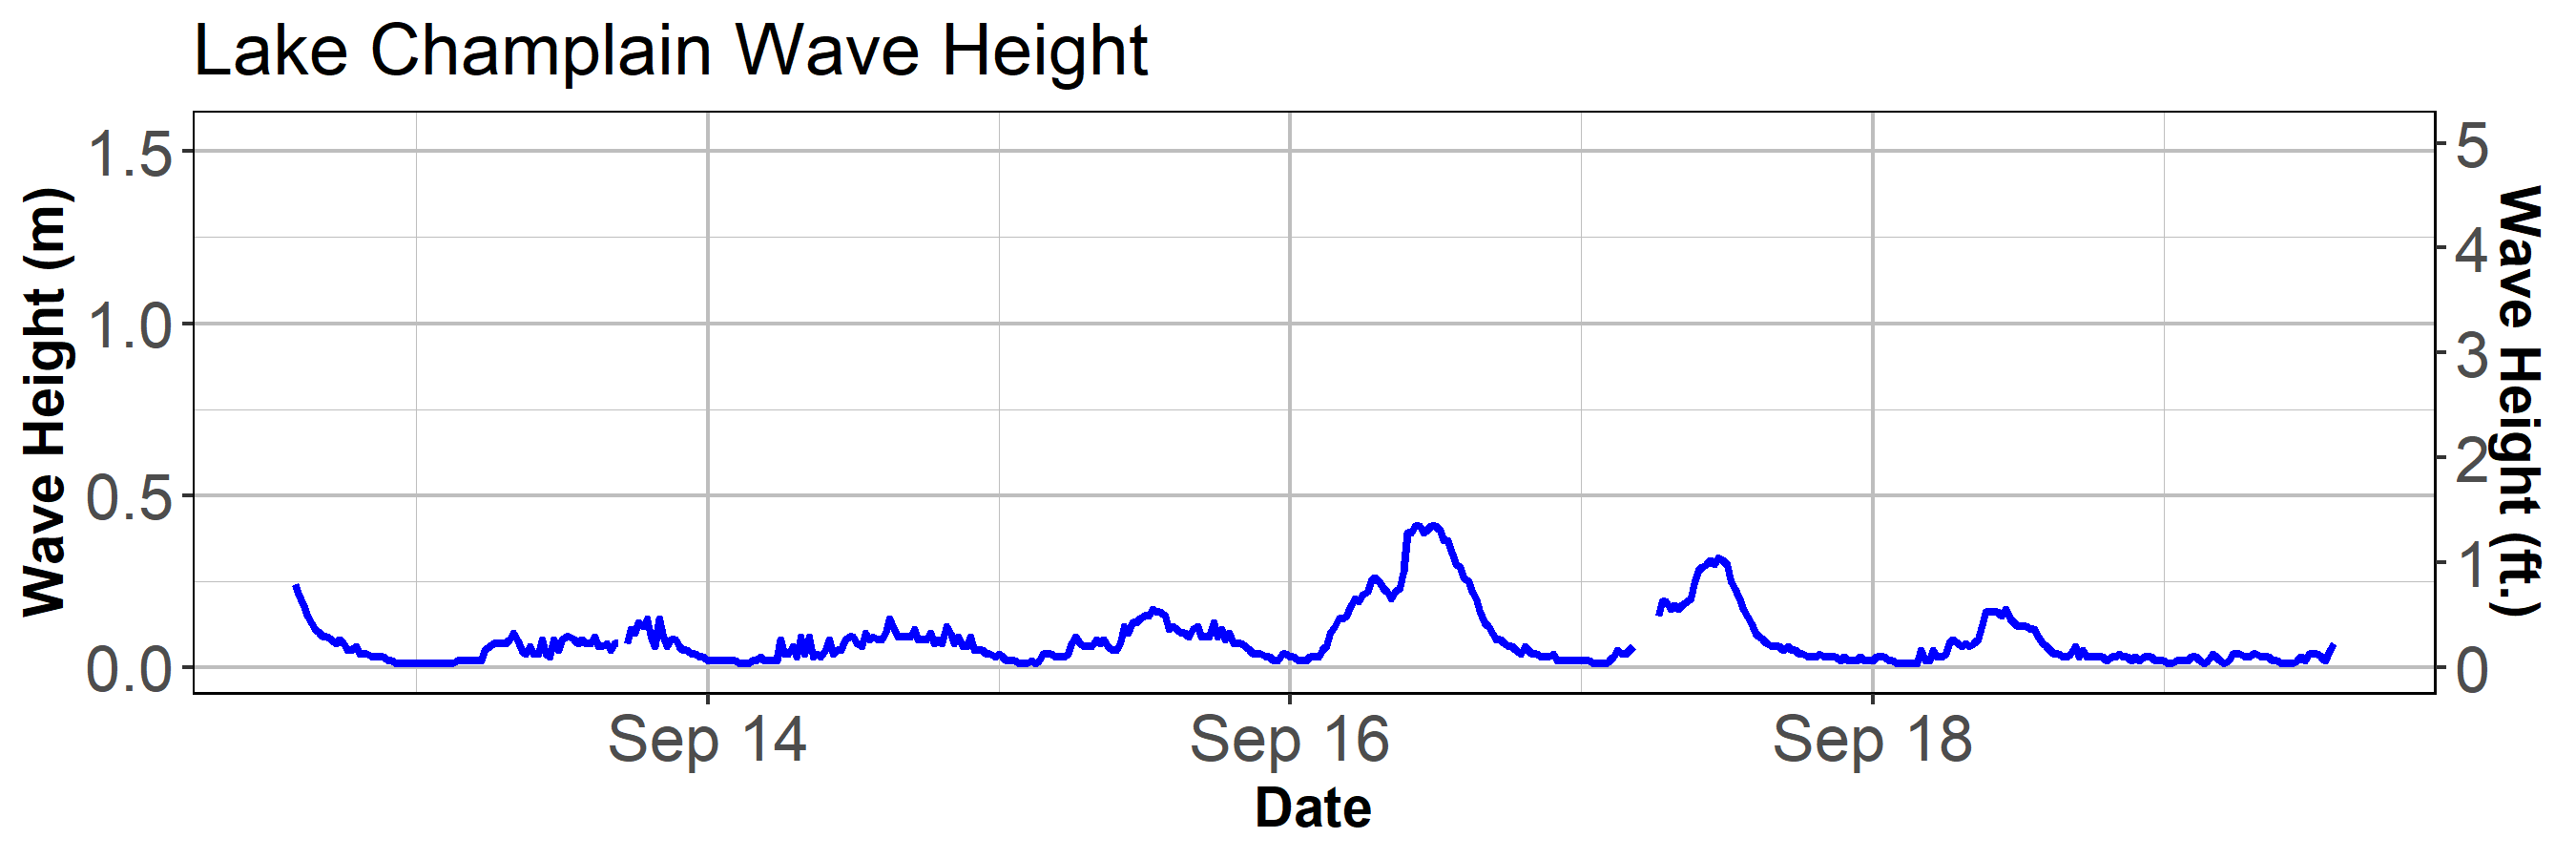 Lake Champlain Wave Height
Wave Height (m)
1.5
1.0
0.5
0.0
5
4
3
2
1
0
Wave Height (ft.)
Sep 14
Sep 16
Sep 18
Date